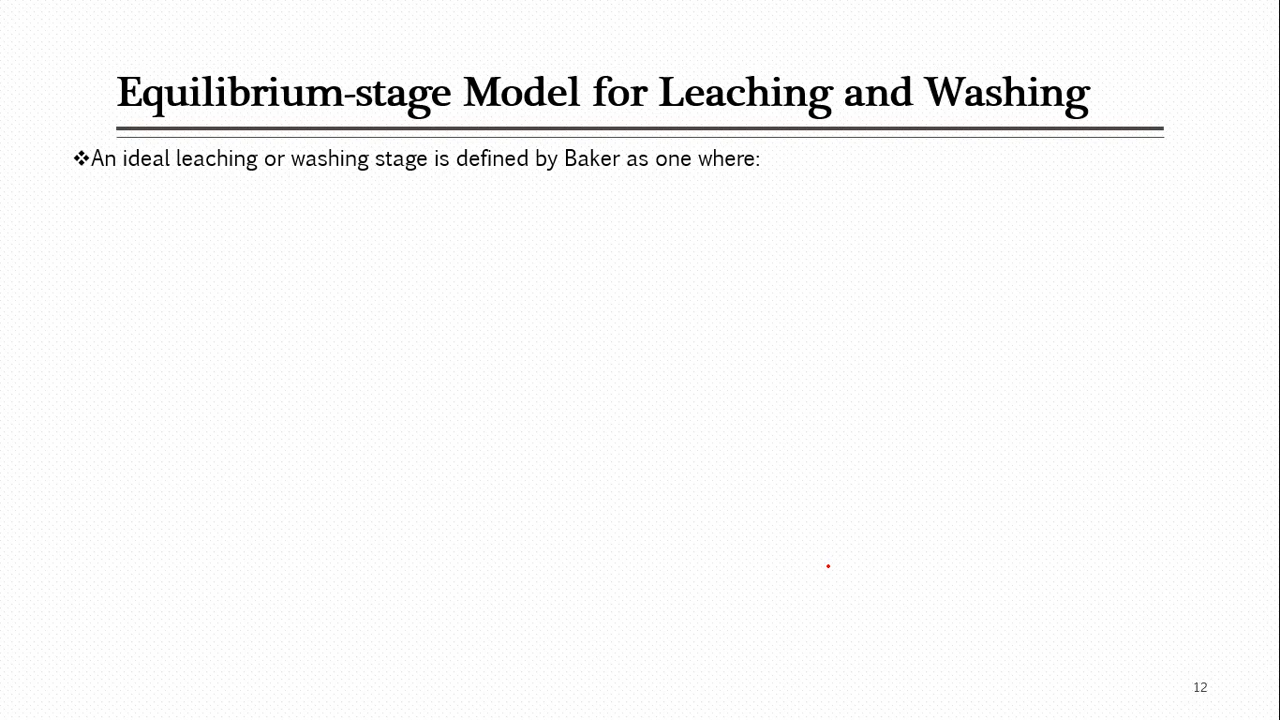 Equilibrium-stage Model for Leaching and Washing
❖An ideal leaching or washing stage is defined by Baker as one where:
12